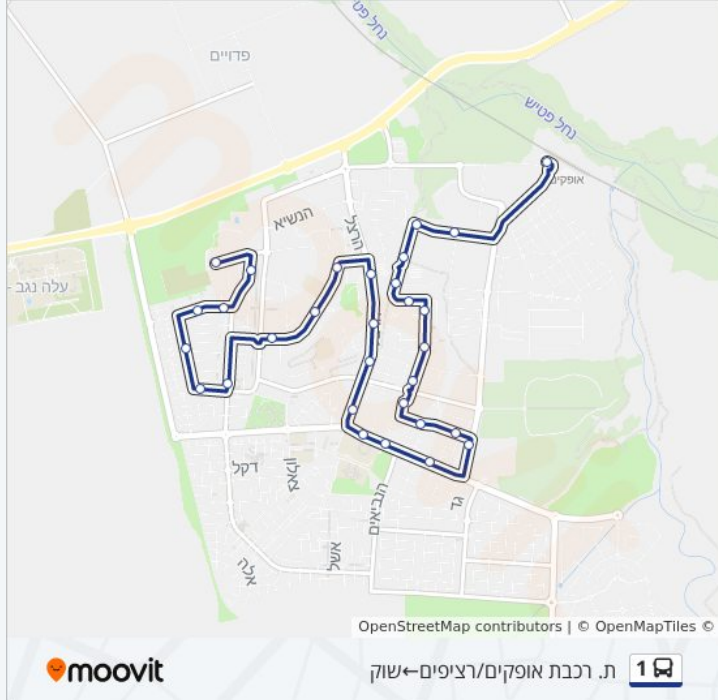 נחל פטיש
פדויים
נחל פטיש
אופקים
הנשיא
הרצל
עלה נגב -
דקל
צאלון
הנביאים
גד
אשל
אלה
OpenStreetMap contributors | © OpenMapTiles ©
moovit
1 ת. רכבת אופקים/רציפים←שוק